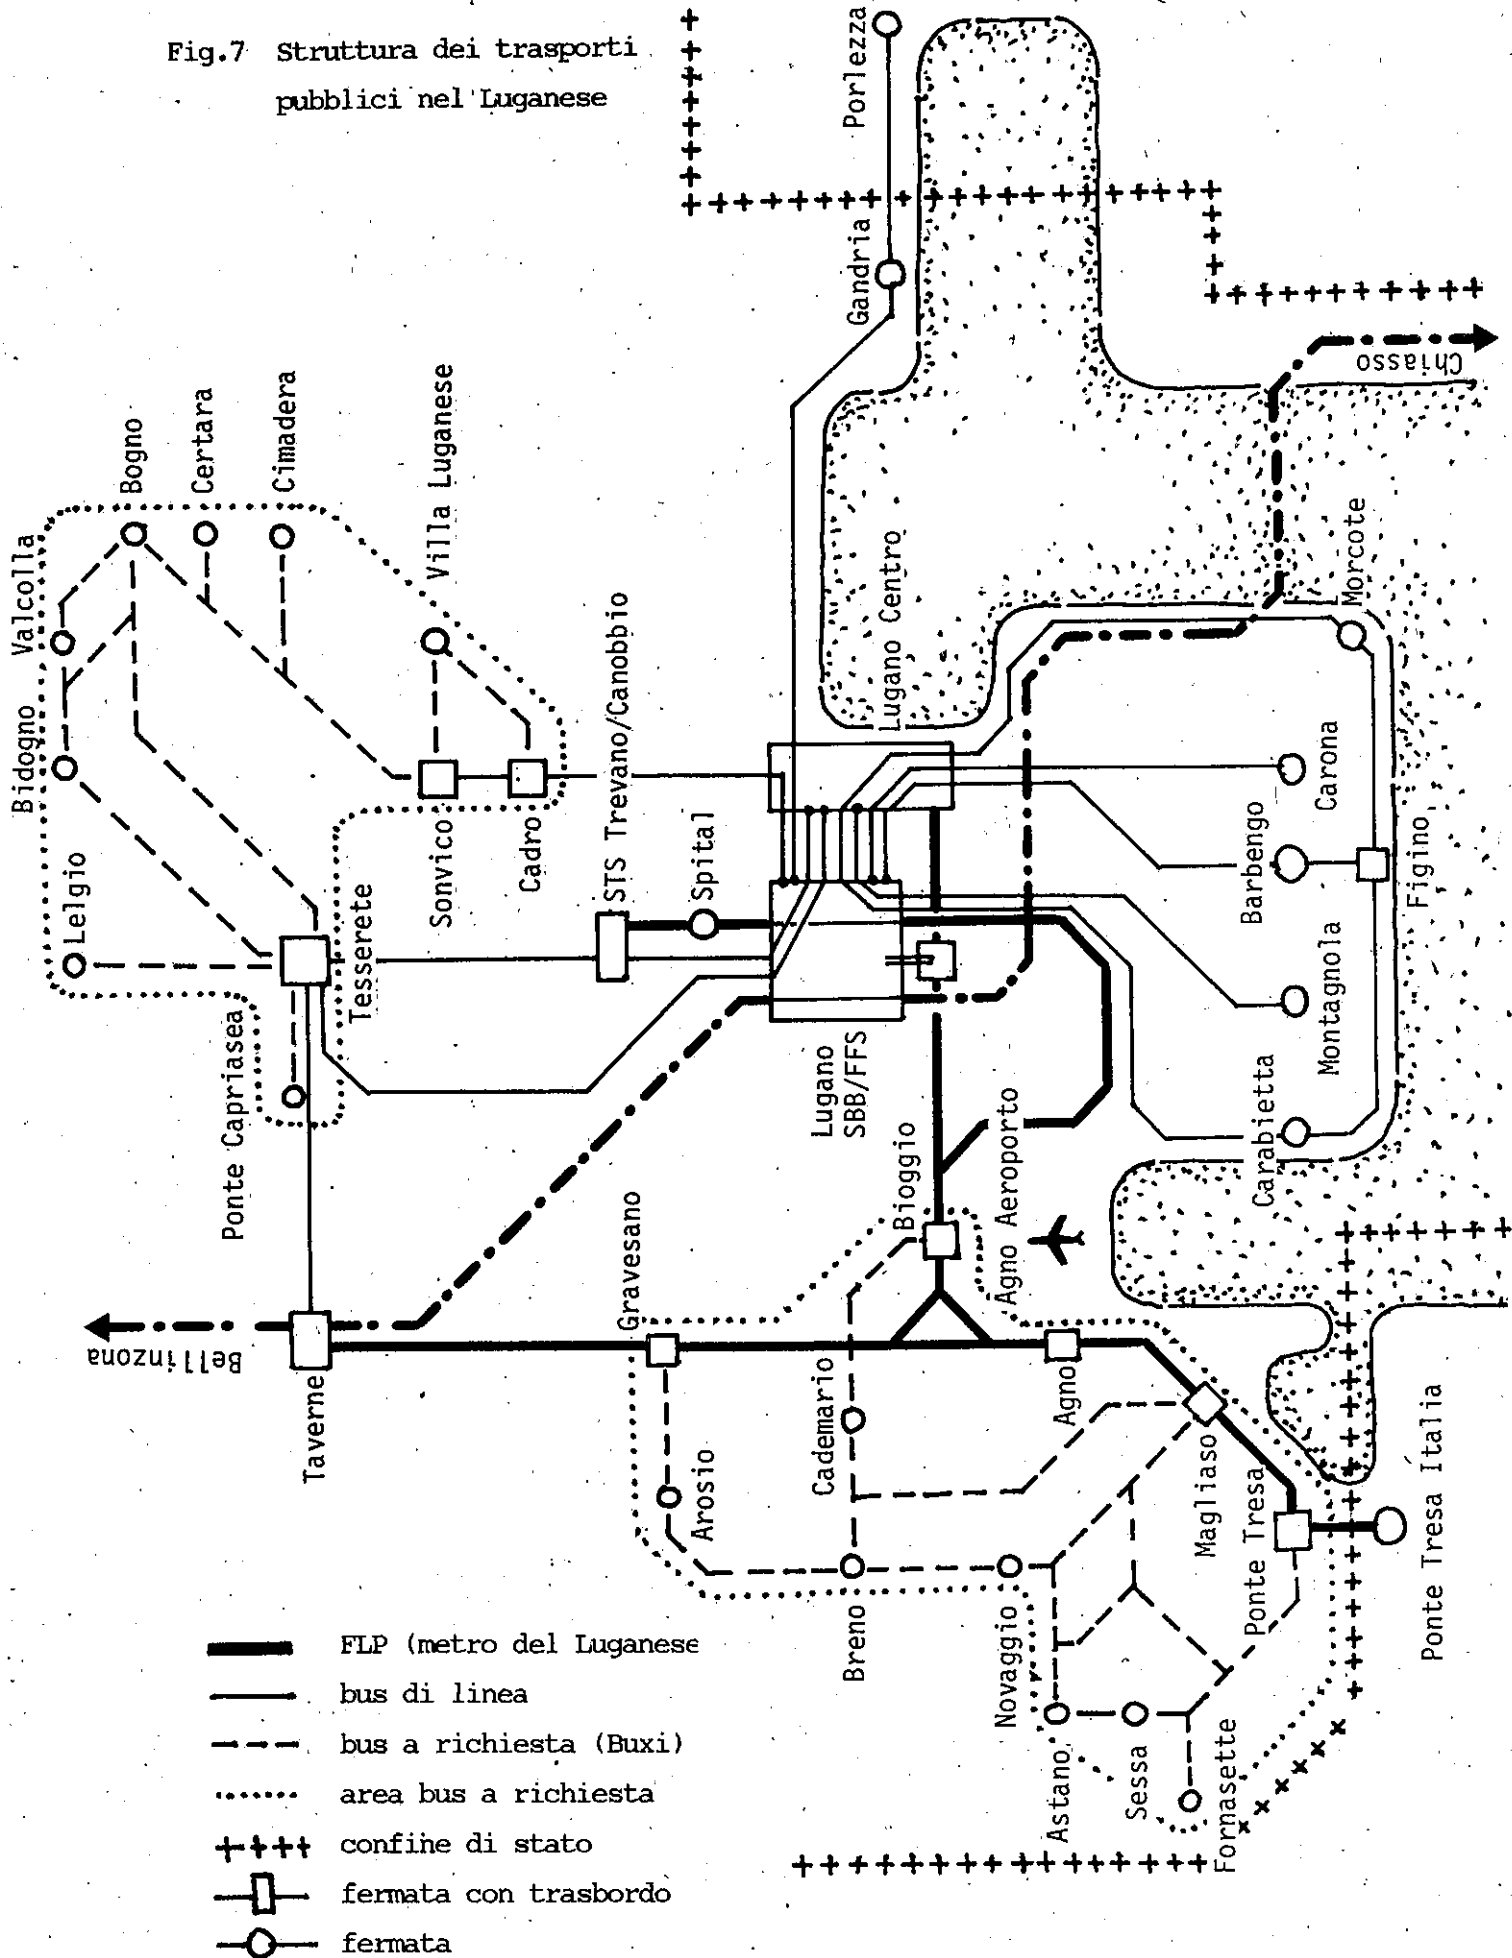 Fig.7 Struttura dei trasporti
pubblici nel Luganese
Porlezza
Gandria
Chiasso
Bogno
Certara
Cimadera
Villa Luganese
Valcolla
Bidogno
Lelgio
Sonvico
Cadro
STS Trevano/Canobbio
Spital
Lugano Centro
Morcote
Tesserete
Ponte Capriasea
Carona
Barbengo
Figino
Montagnola
Carabietta
Lugano
SBB/FFS
Bioggio
Agno Aeroporto
Gravesano
Bellinzona
Taverne
Arosio
Cademario
Agno
Magliaso
Ponte Tresa
Ponte Tresa Italia
Breno
Novaggio
Astano
Sessa
Fornasette
FLP (metro del Luganese
bus di linea
bus a richiesta (Buxi)
area bus a richiesta
confine di stato
fermata con trasbordo
fermata